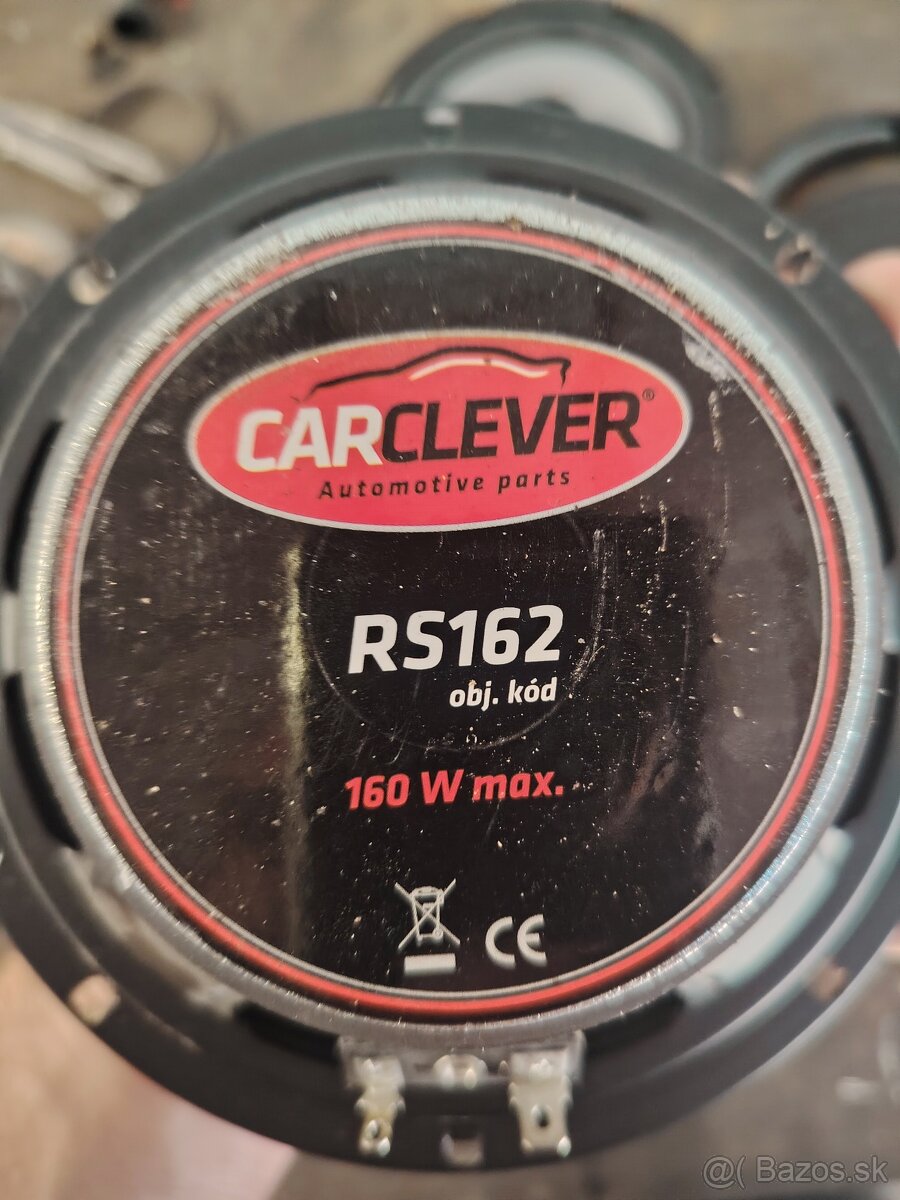 CARCLEVER®
Automotive parts
RS162
obj. kód
160 W max.
CE
@( Bazos.sk